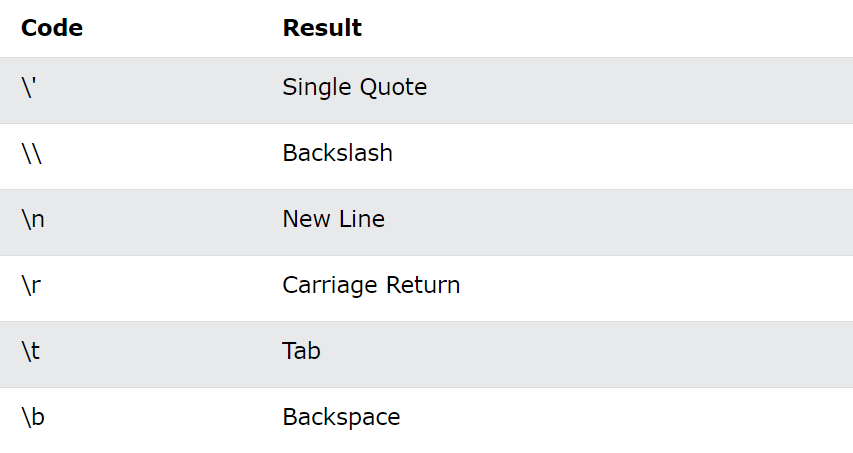 Code Result
\' Single Quote
\\ Backslash
\n New Line
\r Carriage Return
\t Tab
\b Backspace